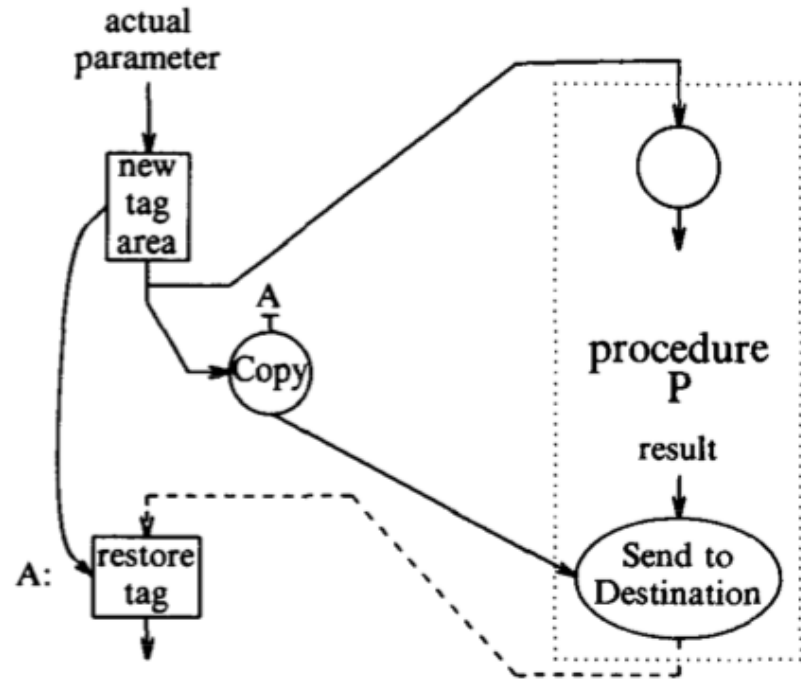 actual
parameter
new
tag
area
A
Copy
procedure
P
result
A:
restore
tag
Send to
Destination